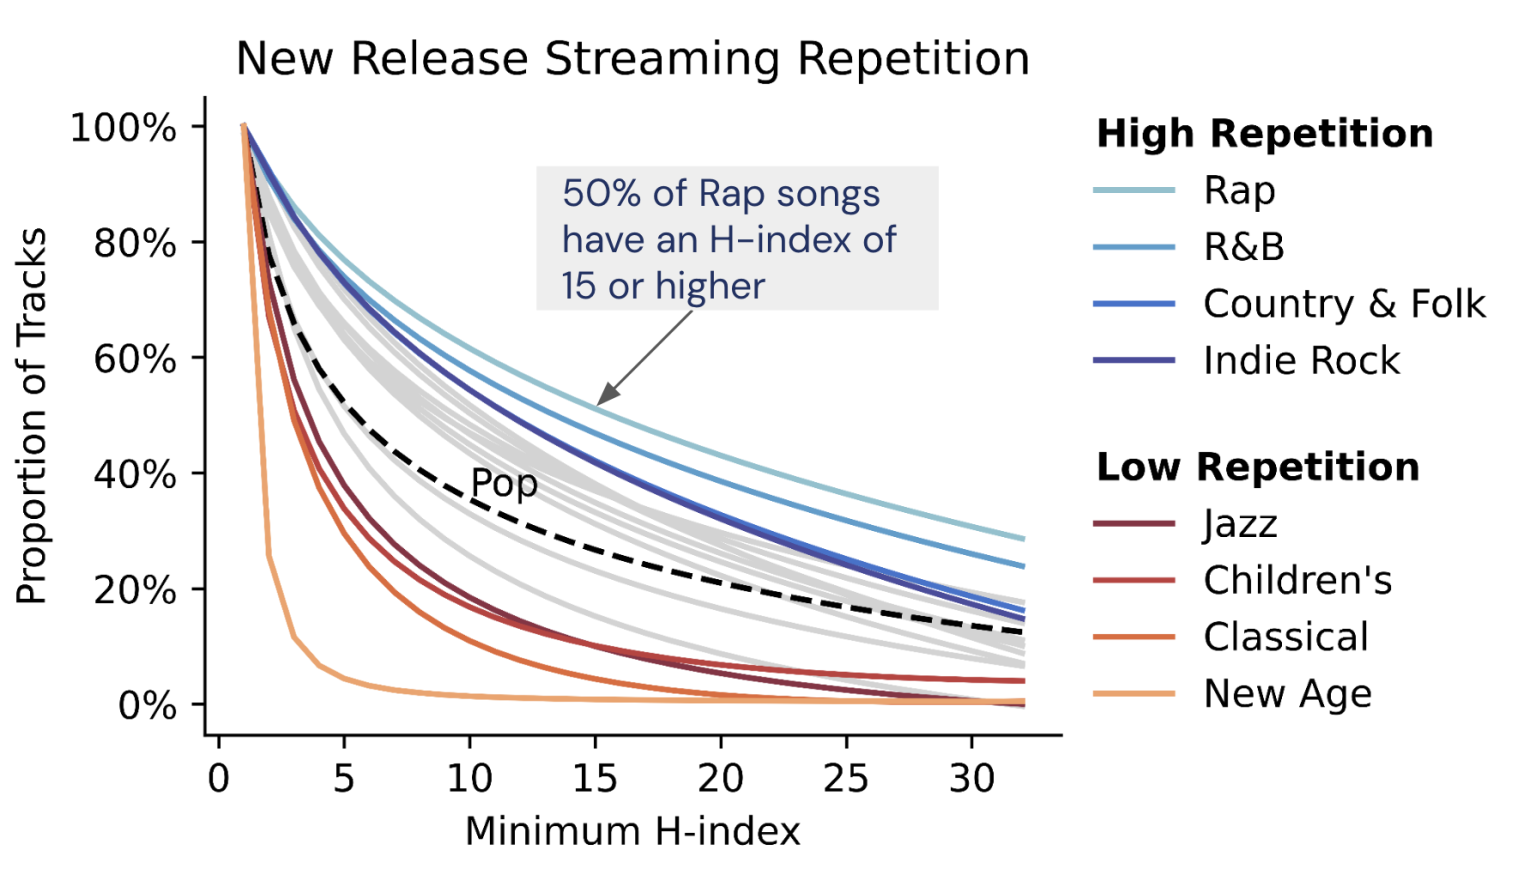 New Release Streaming Repetition
100%
80%
60%
40%
20%
0%
Proportion of Tracks
50% of Rap songs
have an H-index of
15 or higher
Pop
0 5 10 15 20 25 30
Minimum H-index
High Repetition
Rap
R&B
Country & Folk
Indie Rock
Low Repetition
Jazz
Children's
Classical
New Age